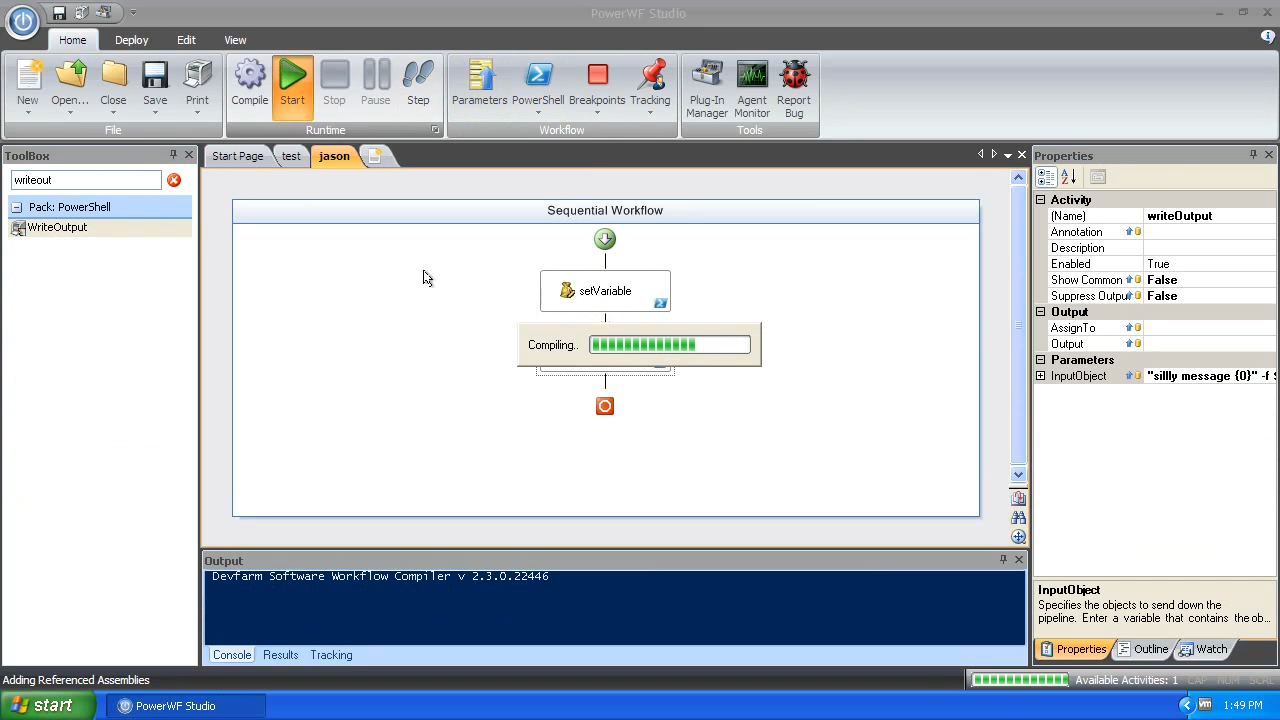 PowerWF Studio
Home Deploy Edit View
New Open... Close Save Print
Compile Start Stop Pause Step
Parameters PowerShell Breakpoints Tracking
Plug-In Manager Agent Monitor Report Bug
File Runtime Workflow Tools
ToolBox
writeout
Pack: PowerShell
WriteOutput
Start Page test jason
Sequential Workflow
setVariable
Compiling..
Properties
Activity
(Name) writeOutput
Annotation
Description
Enabled True
Show Common False
Suppress Outpu False
Output
AssignTo
Output
Parameters
InputObject "sillly message {0}" -f
InputObject
Specifies the objects to send down the
pipeline. Enter a variable that contains the ob...
Properties Outline Watch
Output
Devfarm Software Workflow Compiler v 2.3.0.22446
Console Results Tracking
Adding Referenced Assemblies
Available Activities: 1 CAP NUM SCRL
start PowerWF Studio 1:49 PM